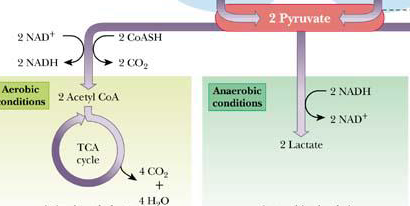 2 Pyruvate
2 NAD⁺
2 CoASH
2 NADH
2 CO₂
Aerobic
conditions
2 Acetyl CoA
TCA
cycle
4 CO₂
+
4 H₂O
Anaerobic
conditions
2 NADH
2 NAD⁺
2 Lactate